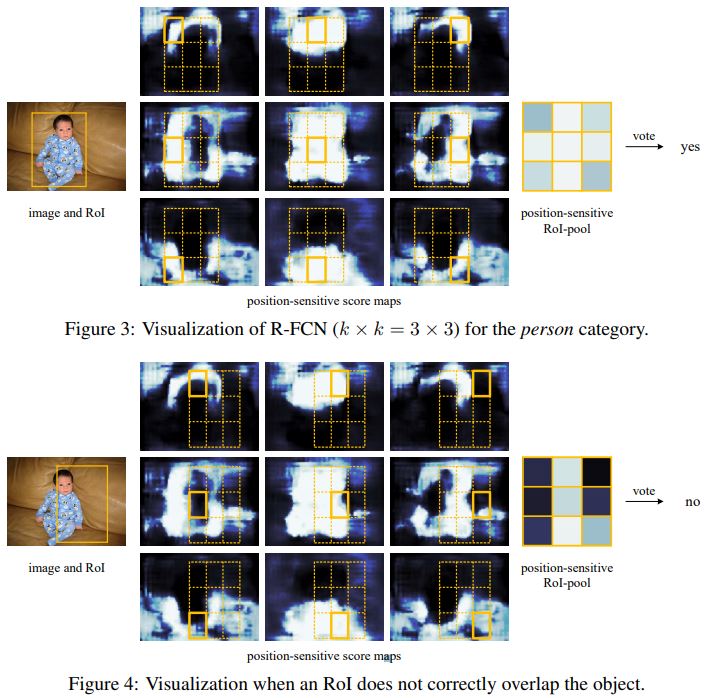 image and RoI
position-sensitive score maps
position-sensitive
RoI-pool
vote
yes
Figure 3: Visualization of R-FCN (k × k = 3 × 3) for the person category.
image and RoI
position-sensitive score maps
position-sensitive
RoI-pool
vote
no
Figure 4: Visualization when an RoI does not correctly overlap the object.